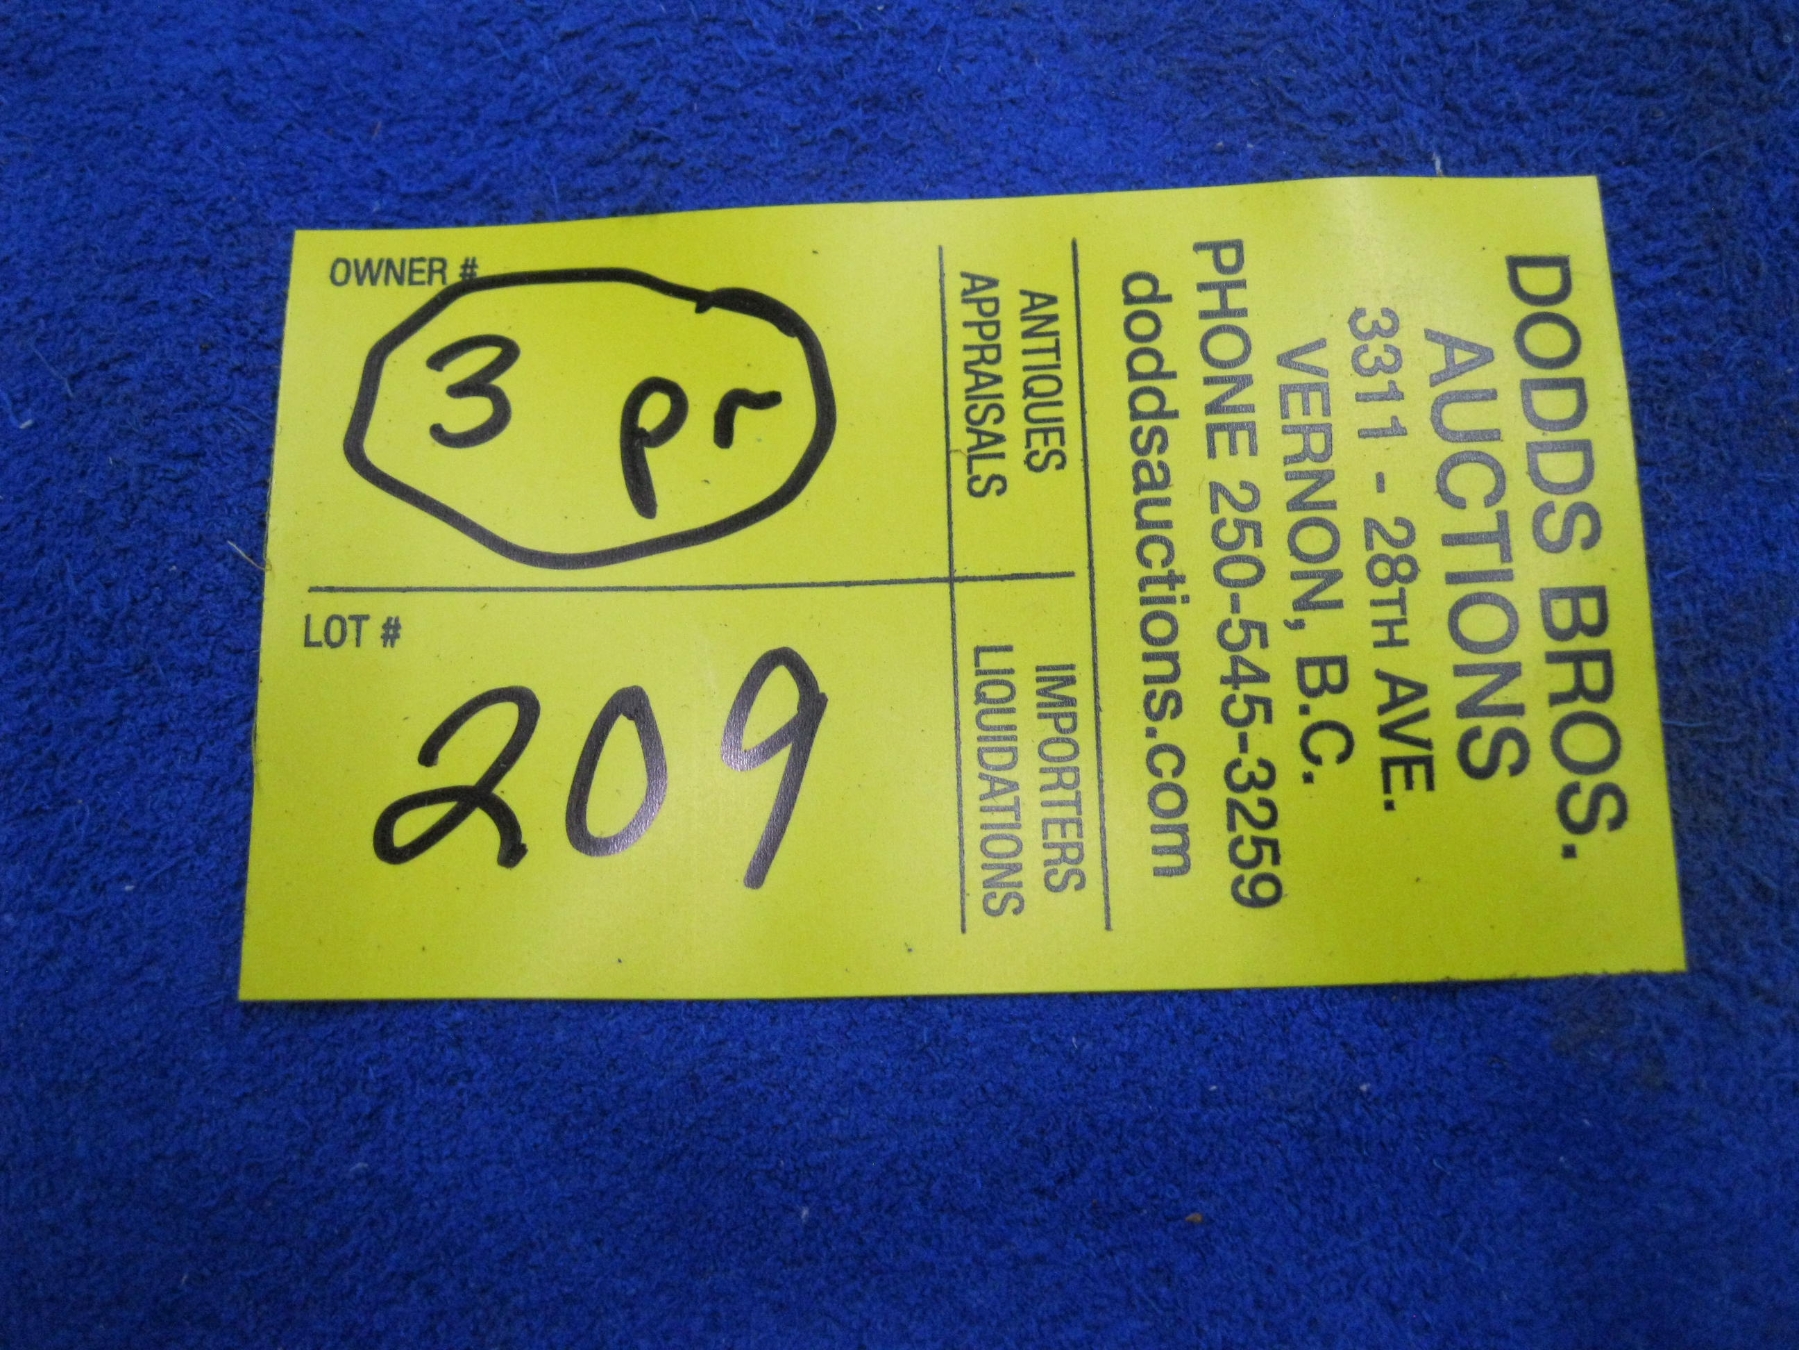 DODDS BROS.
AUCTIONS
3311 - 28TH AVE.
VERNON, B.C.
PHONE 250-545-3259
doddsauctions.com
ANTIQUES
APPRAISALS
IMPORTERS
LIQUIDATIONS
OWNER #
3 pr
LOT #
209